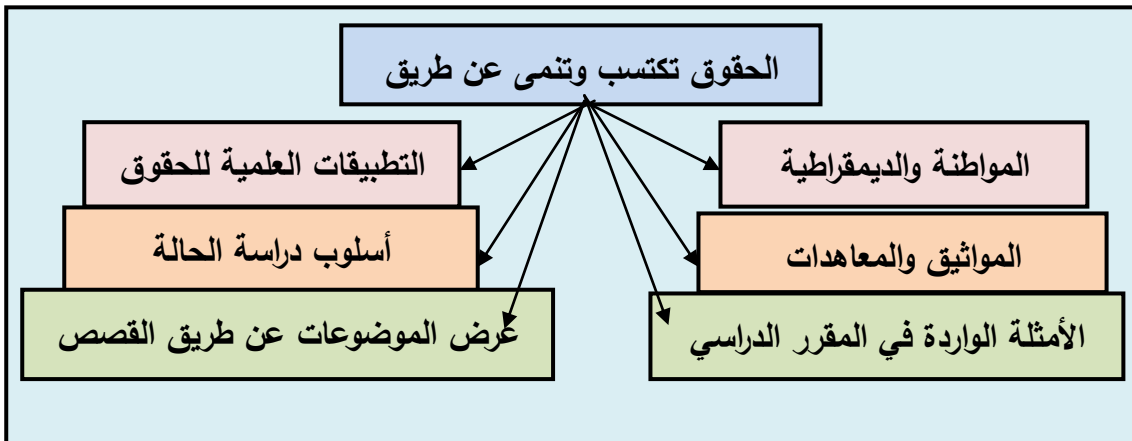 الحقوق تكتسب وتنمى عن طريق
المواطنة والديمقراطية
التطبيقات العلمية للحقوق
المواثيق والمعاهدات
أسلوب دراسة الحالة
الأمثلة الواردة في المقرر الدراسي
عرض الموضوعات عن طريق القصص